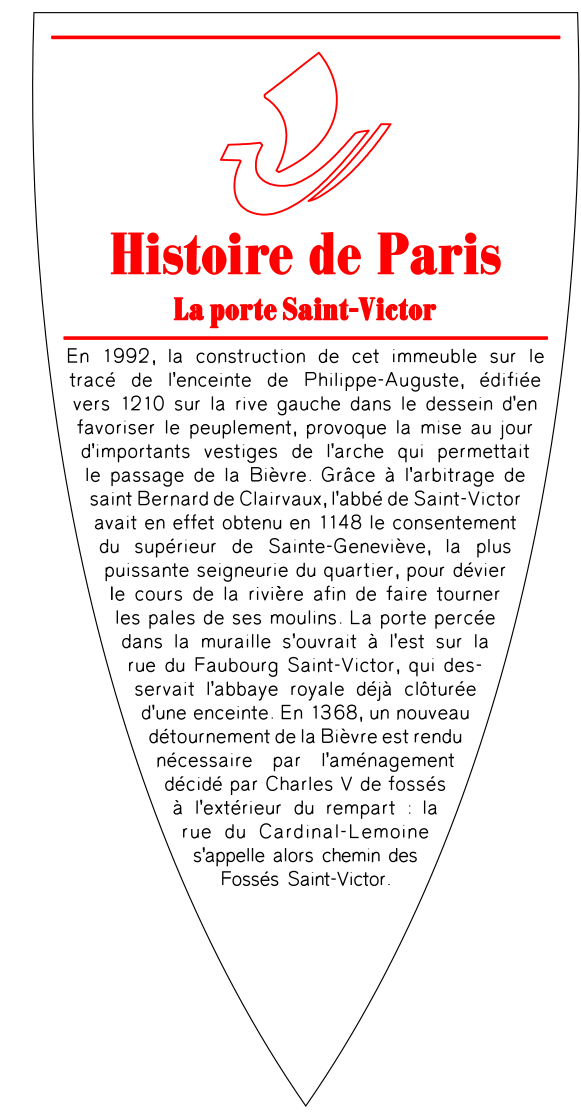 Histoire de Paris
La porte Saint-Victor
En 1992, la construction de cet immeuble sur le
tracé de l'enceinte de Philippe-Auguste, édifiée
vers 1210 sur la rive gauche dans le dessein d'en
favoriser le peuplement, provoque la mise au jour
d'importants vestiges de l'arche qui permettait
le passage de la Bièvre. Grâce à l'arbitrage de
saint Bernard de Clairvaux, l'abbé de Saint-Victor
avait en effet obtenu en 1148 le consentement
du supérieur de Sainte-Geneviève, la plus
puissante seigneurie du quartier, pour dévier
le cours de la rivière afin de faire tourner
les pales de ses moulins. La porte percée
dans la muraille s'ouvrait à l'est sur la
rue du Faubourg Saint-Victor, qui des-
servait l'abbaye royale déjà clôturée
d'une enceinte. En 1368, un nouveau
détournement de la Bièvre est rendu
nécessaire par l'aménagement
décidé par Charles V de fossés
à l'extérieur du rempart : la
rue du Cardinal-Lemoine
s'appelle alors chemin des
Fossés Saint-Victor.